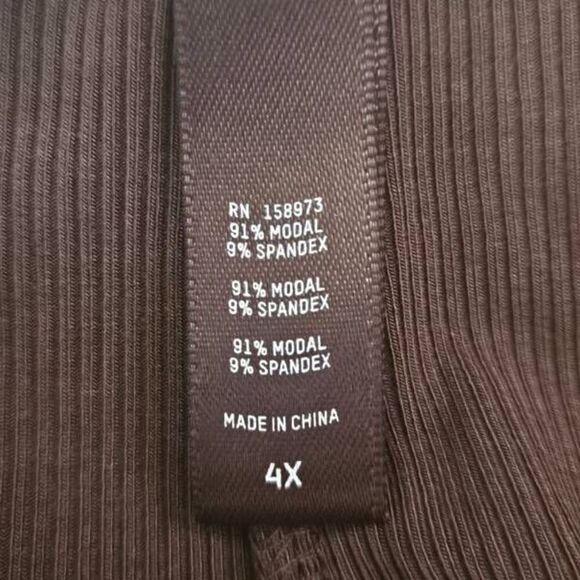 RN 158973
91% MODAL
9% SPANDEX
91% MODAL
9% SPANDEX
91% MODAL
9% SPANDEX
MADE IN CHINA
4X